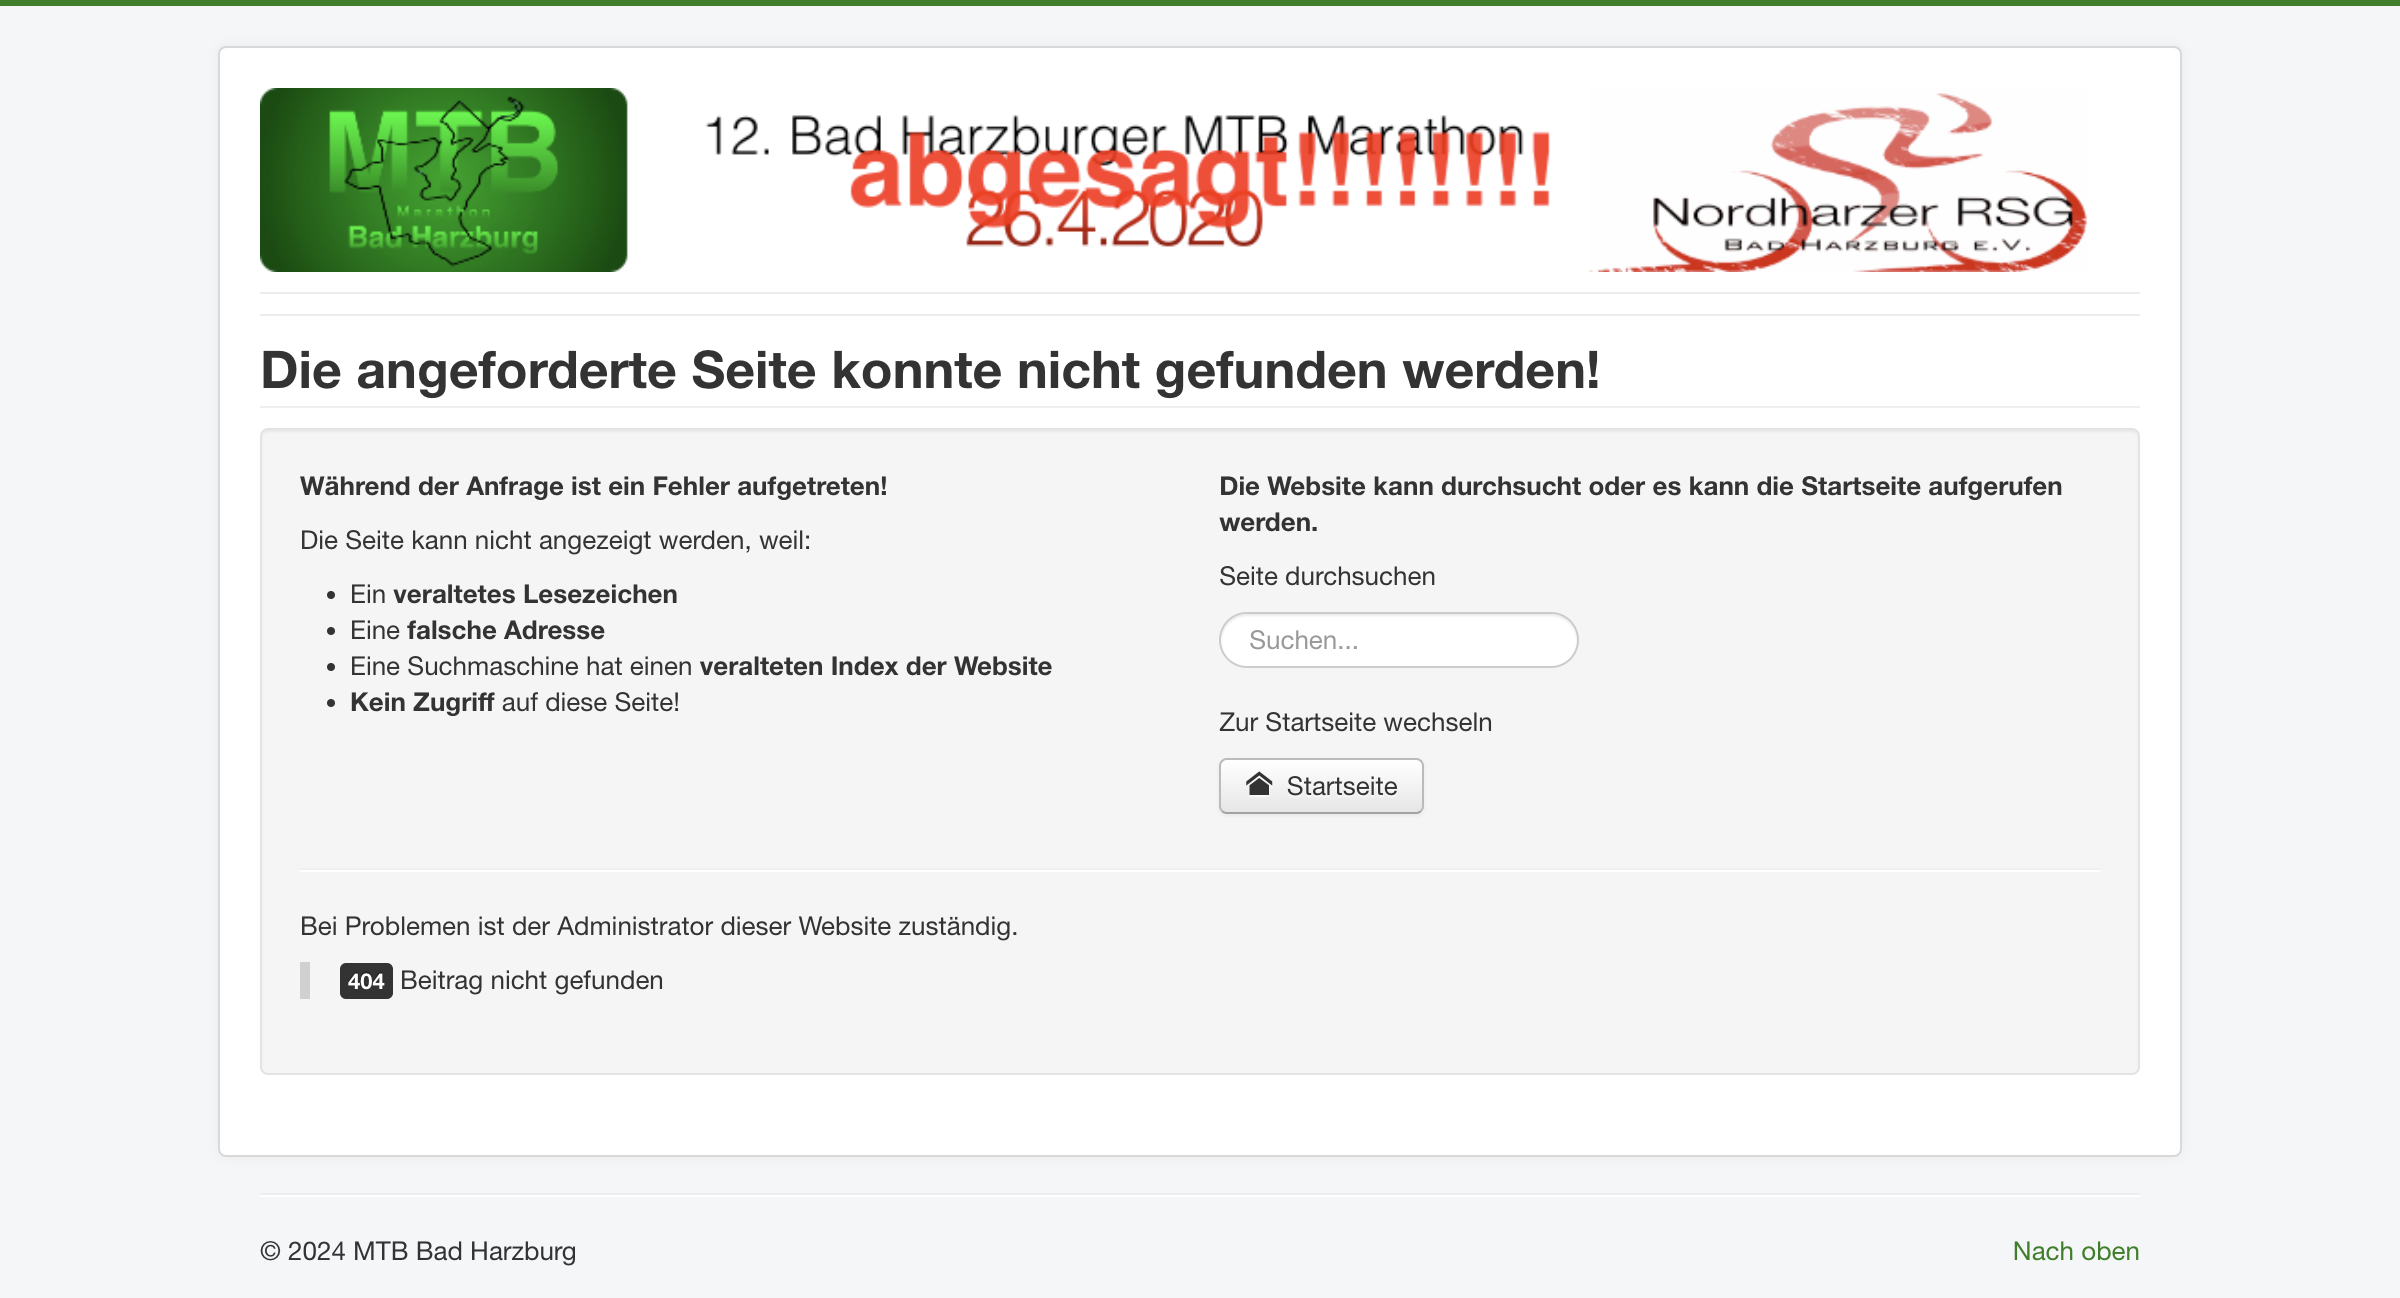 MTB
Marathon
Bad Harzburg
12. Bad Harzburger MTB Marathon
abgesagt!!!!!!!!
26.4.2020
Nordharzer RSG
BAD HARZBURG E.V.
Die angeforderte Seite konnte nicht gefunden werden!
Während der Anfrage ist ein Fehler aufgetreten!
Die Seite kann nicht angezeigt werden, weil:
Ein veraltetes Lesezeichen
Eine falsche Adresse
Eine Suchmaschine hat einen veralteten Index der Website
Kein Zugriff auf diese Seite!
Die Website kann durchsucht oder es kann die Startseite aufgerufen
werden.
Seite durchsuchen
Suchen...
Zur Startseite wechseln
Startseite
Bei Problemen ist der Administrator dieser Website zuständig.
404 Beitrag nicht gefunden
© 2024 MTB Bad Harzburg
Nach oben